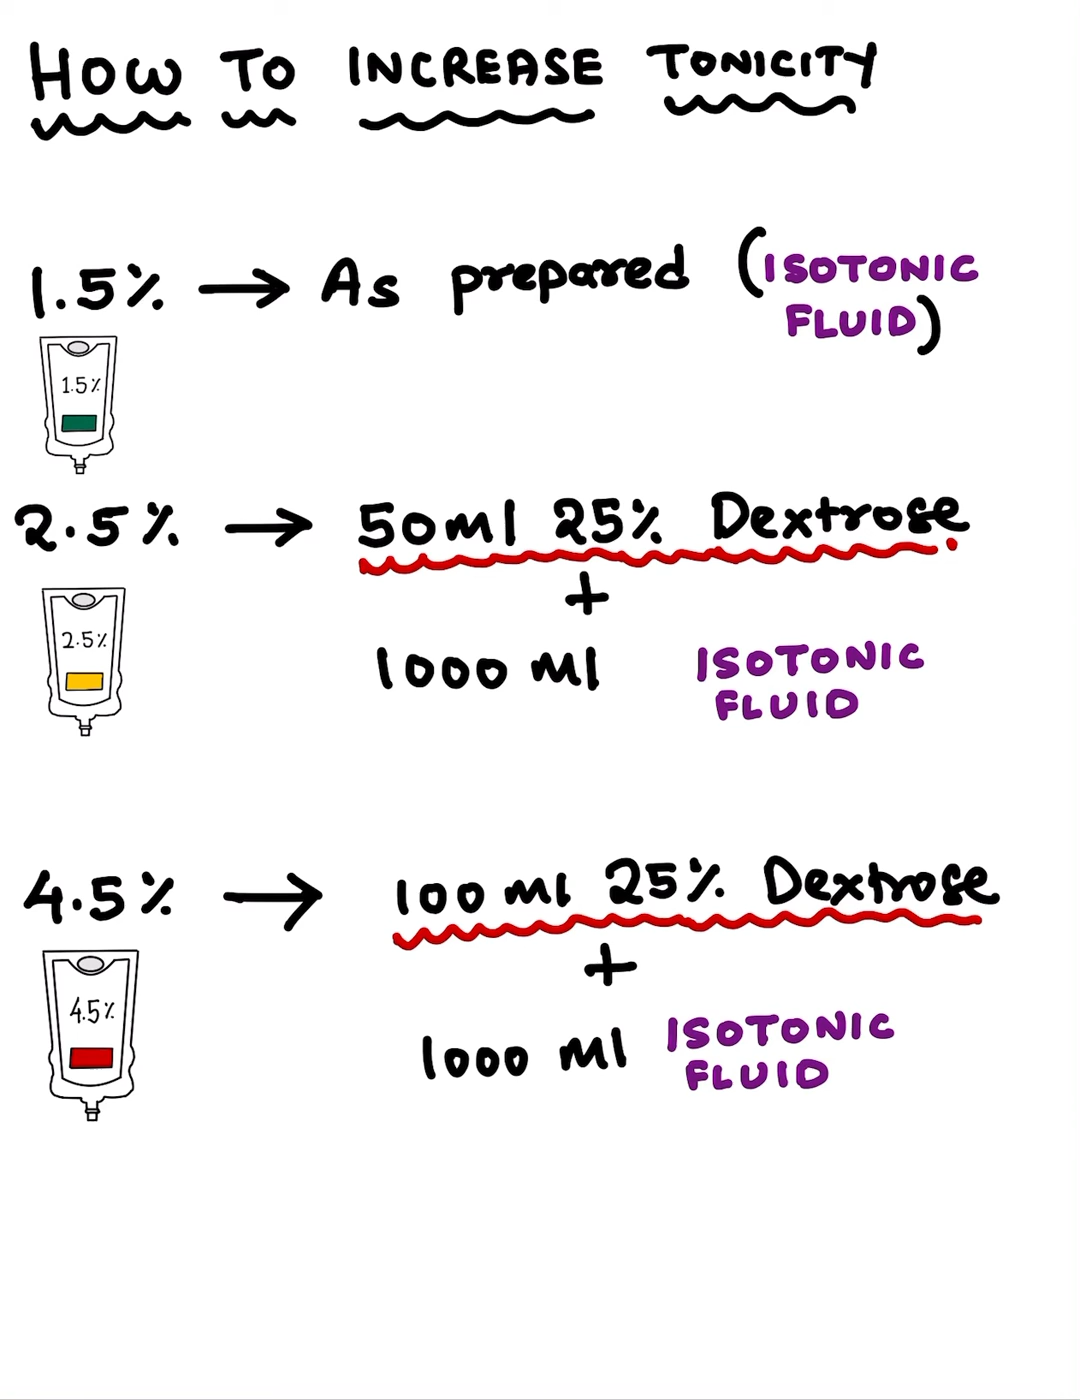 HOW TO INCREASE TONICITY
1.5% → As prepared (ISOTONIC
FLUID)
1.5%
2.5% → 50ml 25% Dextrose.
+
2.5%
1000 ml ISOTONIC
FLUID
4.5% → 100 ml 25% Dextrose
+
4.5%
1000 ml ISOTONIC
FLUID